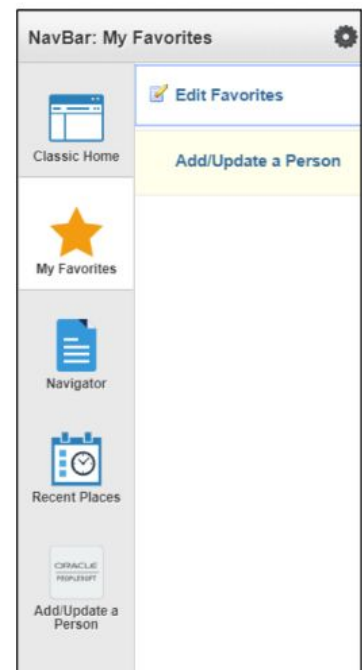 NavBar: My Favorites
Edit Favorites
Classic Home
Add/Update a Person
My Favorites
Navigator
Recent Places
ORACLE
PEOPLESOFT
Add/Update a
Person